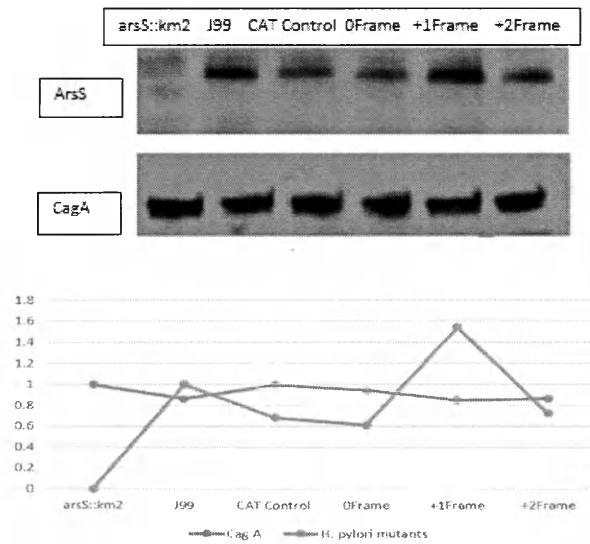 arsS::km2 J99 CAT Control 0Frame +1Frame +2Frame
ArsS
CagA
1.8
1.6
1.4
1.2
1
0.8
0.6
0.4
0.2
0
arsS::km2 J99 CAT Control 0Frame +1Frame +2Frame
Cag A H. pylori mutants